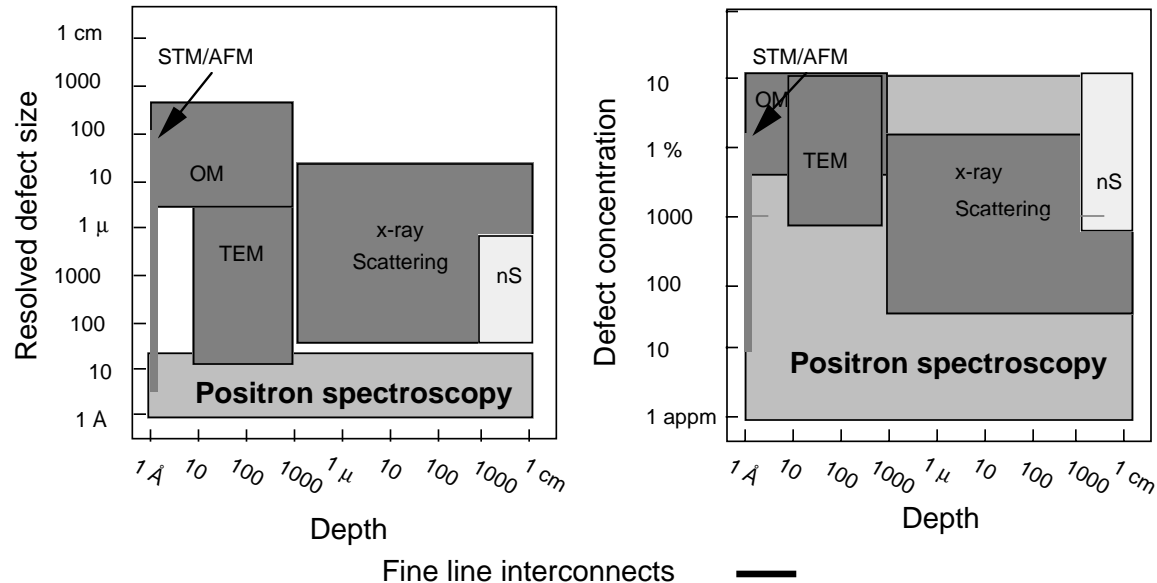 1 cm
STM/AFM
1000
100
OM
10
1 μ
TEM
x-ray
Scattering
1000
nS
100
10
Positron spectroscopy
1 A
Resolved defect size
1 Å
10
100
1000
1 μ
10
100
1000
1 cm
Depth
STM/AFM
10
OM
1 %
TEM
x-ray
nS
1000
Scattering
100
10
Positron spectroscopy
1 appm
Defect concentration
1 Å
10
100
1000
1 μ
10
100
1000
1 cm
Depth
Fine line interconnects